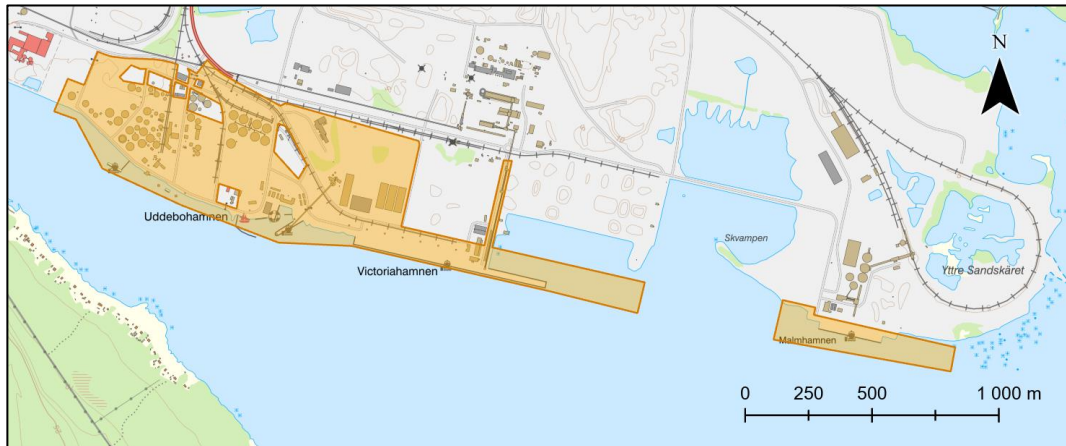 N
Skvampen
Uddebohamnen
Yttre Sandskäret
Victoriahamnen
Malmhamnen
0 250 500 1 000 m